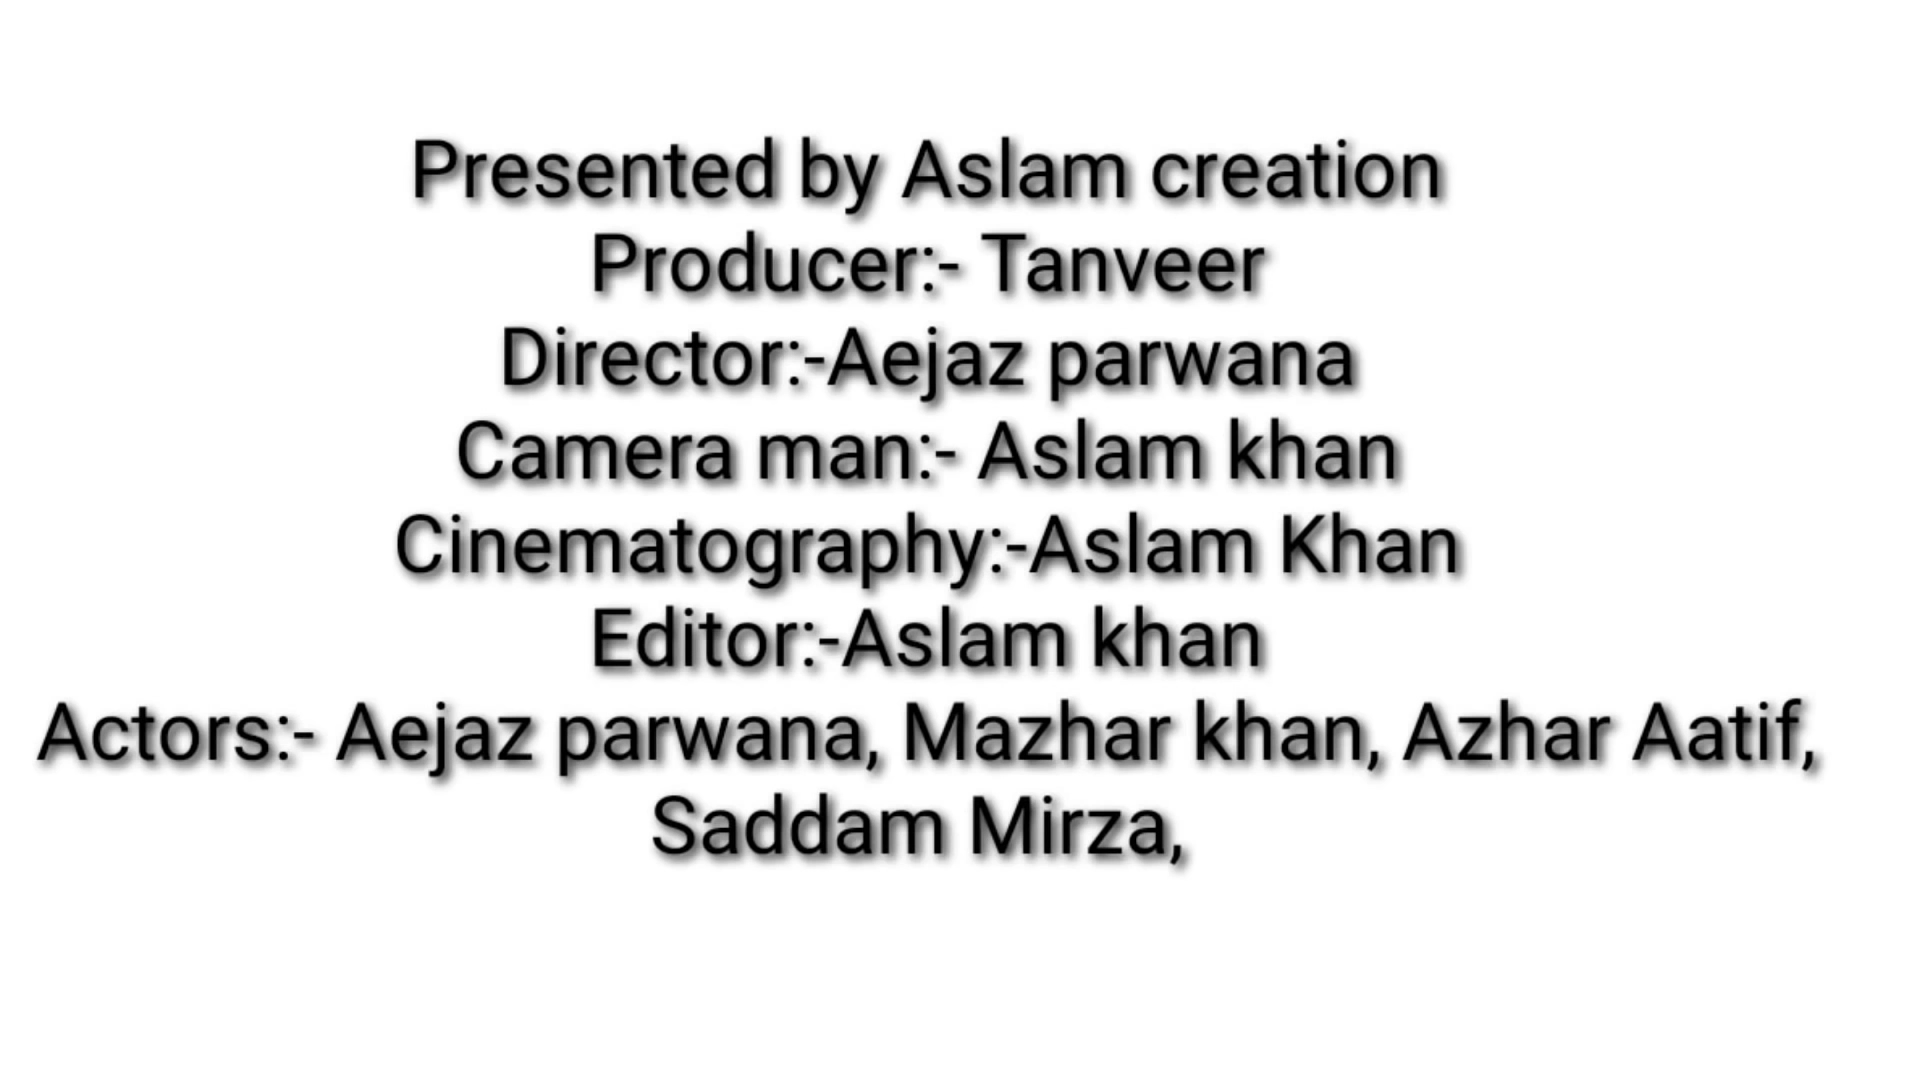 Presented by Aslam creation
Producer:- Tanveer
Director:-Aejaz parwana
Camera man:- Aslam khan
Cinematography:-Aslam Khan
Editor:-Aslam khan
Actors:- Aejaz parwana, Mazhar khan, Azhar Aatif,
Saddam Mirza,